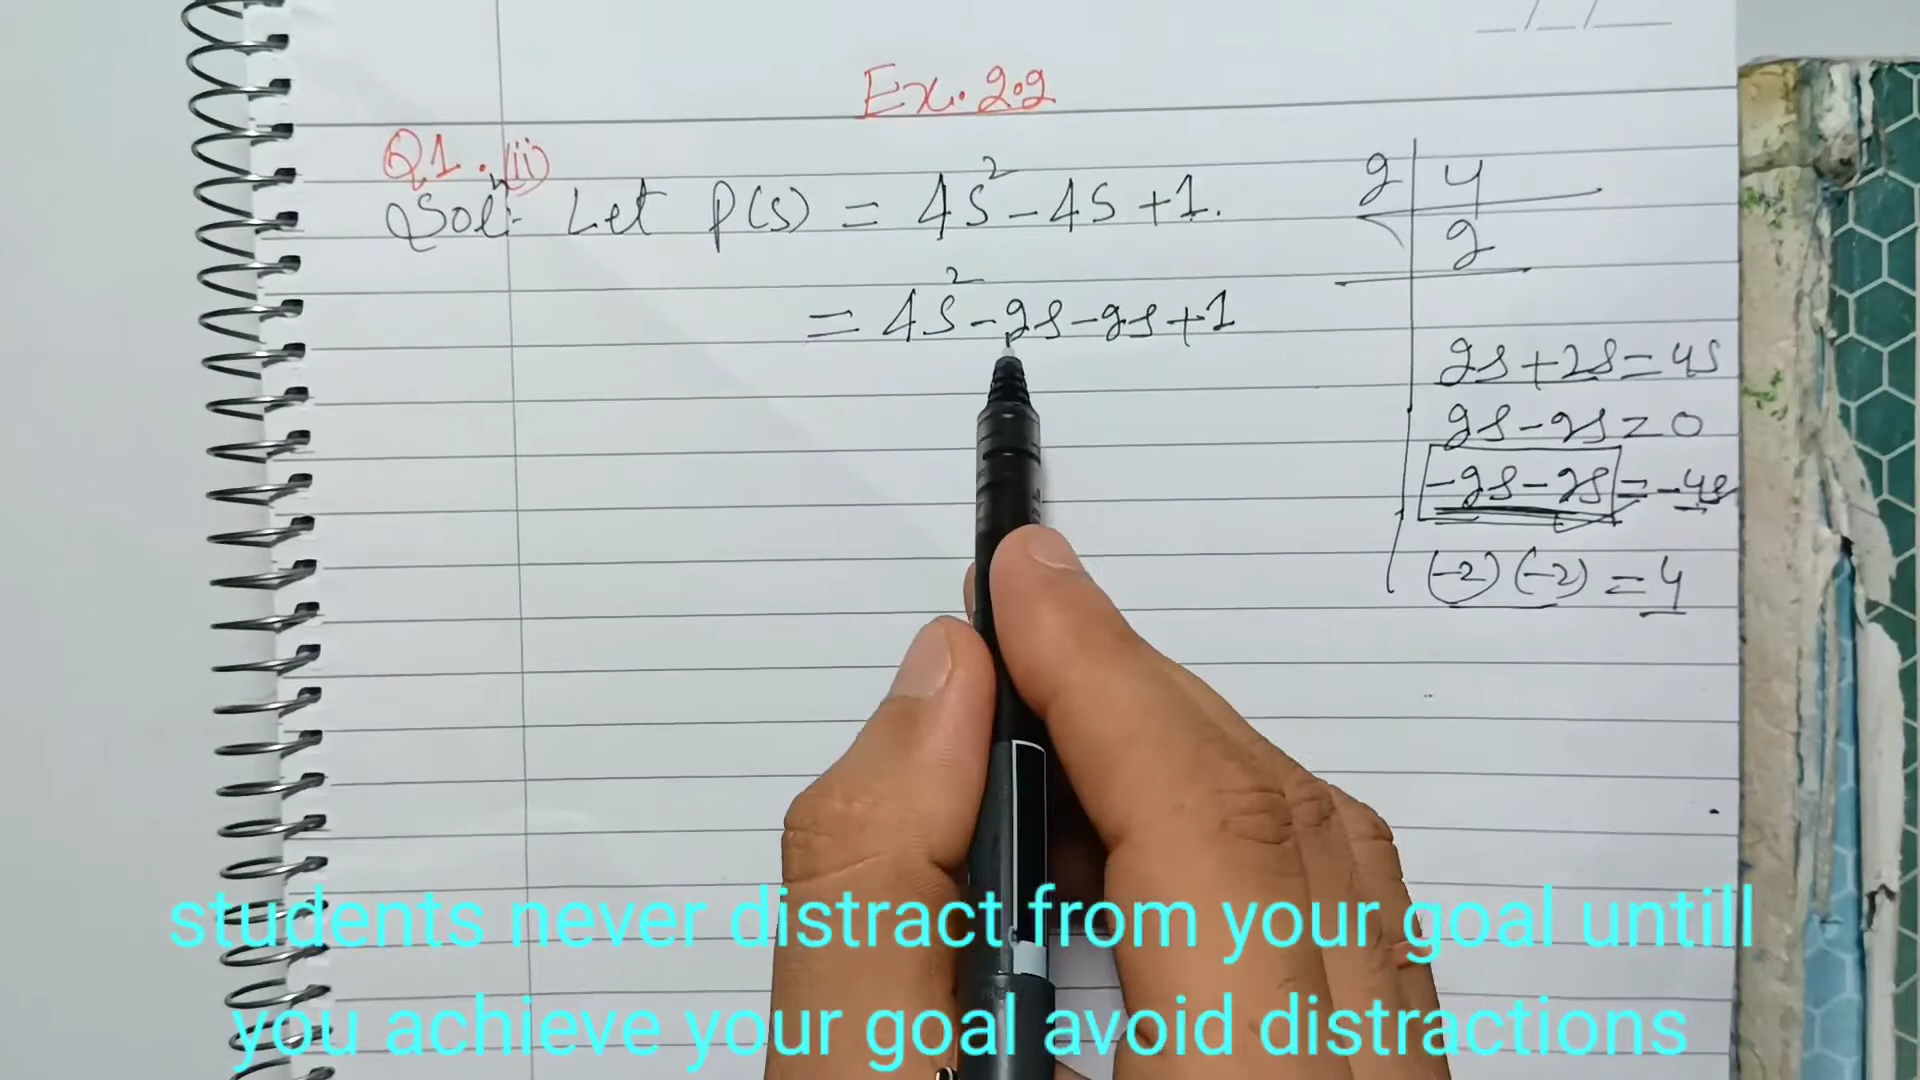 Ex. 2.2
Q1. (ii)
Sol:- Let P(s) = 4s² - 4s + 1.
= 4s² - 2s - 2s + 1
2 | 4
2
2s + 2s = 4s
2s - 2s = 0
-2s - 2s = -4s
(-2) (-2) = 4
students never distract from your goal untill
you achieve your goal avoid distractions